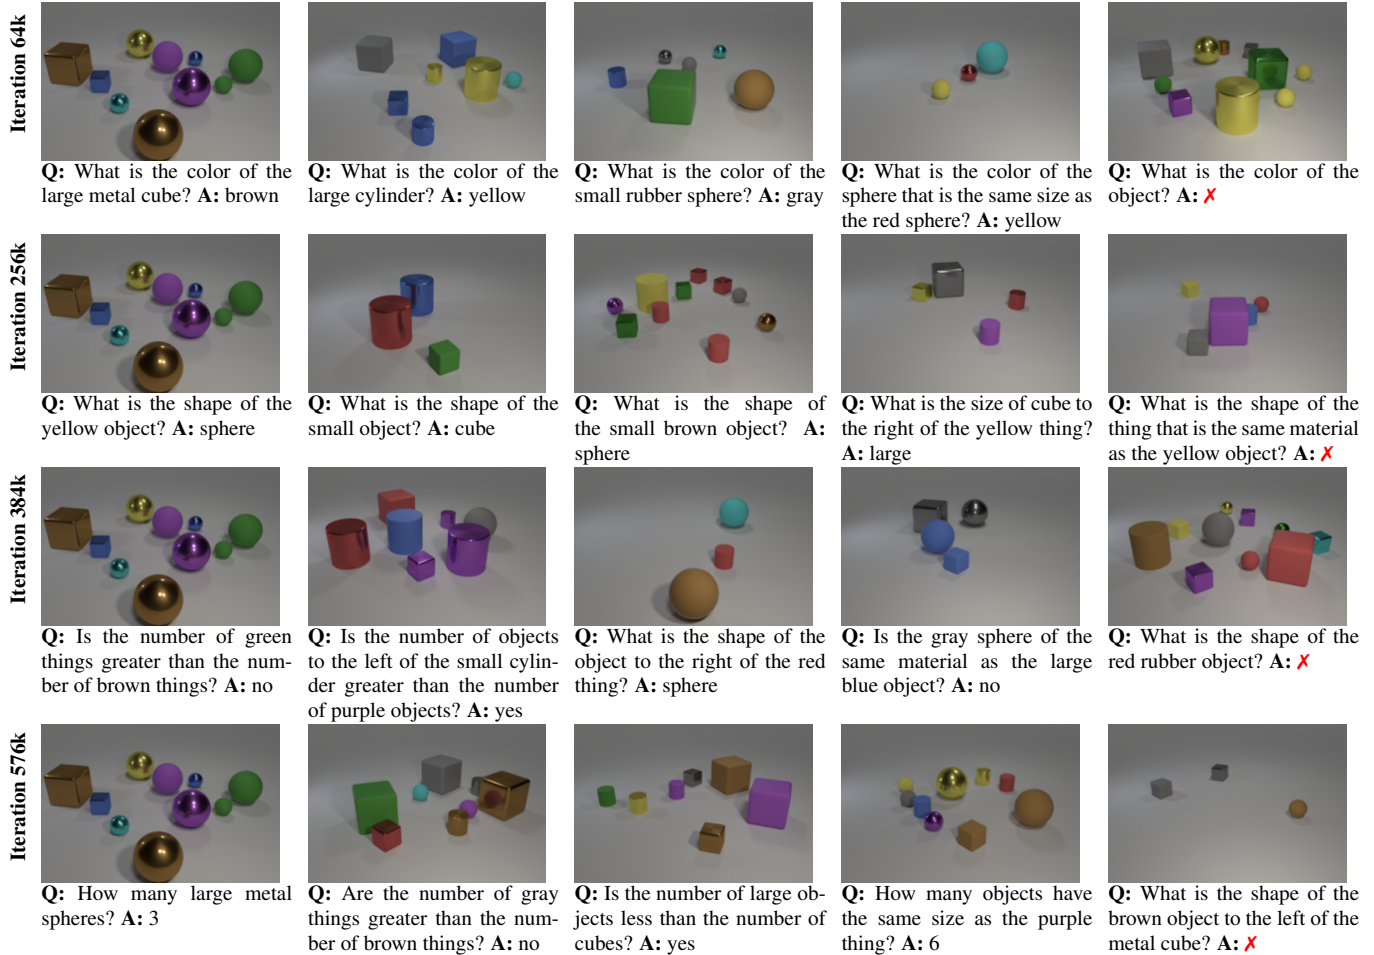 Iteration 64k
Q: What is the color of the
large metal cube? A: brown
Q: What is the color of the
large cylinder? A: yellow
Q: What is the color of the
small rubber sphere? A: gray
Q: What is the color of the
sphere that is the same size as
the red sphere? A: yellow
Q: What is the color of the
object? A: ✗
Iteration 256k
Q: What is the shape of the
yellow object? A: sphere
Q: What is the shape of the
small object? A: cube
Q: What is the shape of
the small brown object? A:
sphere
Q: What is the size of cube to
the right of the yellow thing?
A: large
Q: What is the shape of the
thing that is the same material
as the yellow object? A: ✗
Iteration 384k
Q: Is the number of green
things greater than the num-
ber of brown things? A: no
Q: Is the number of objects
to the left of the small cylin-
der greater than the number
of purple objects? A: yes
Q: What is the shape of the
object to the right of the red
thing? A: sphere
Q: Is the gray sphere of the
same material as the large
blue object? A: no
Q: What is the shape of the
red rubber object? A: ✗
Iteration 576k
Q: How many large metal
spheres? A: 3
Q: Are the number of gray
things greater than the num-
ber of brown things? A: no
Q: Is the number of large ob-
jects less than the number of
cubes? A: yes
Q: How many objects have
the same size as the purple
thing? A: 6
Q: What is the shape of the
brown object to the left of the
metal cube? A: ✗